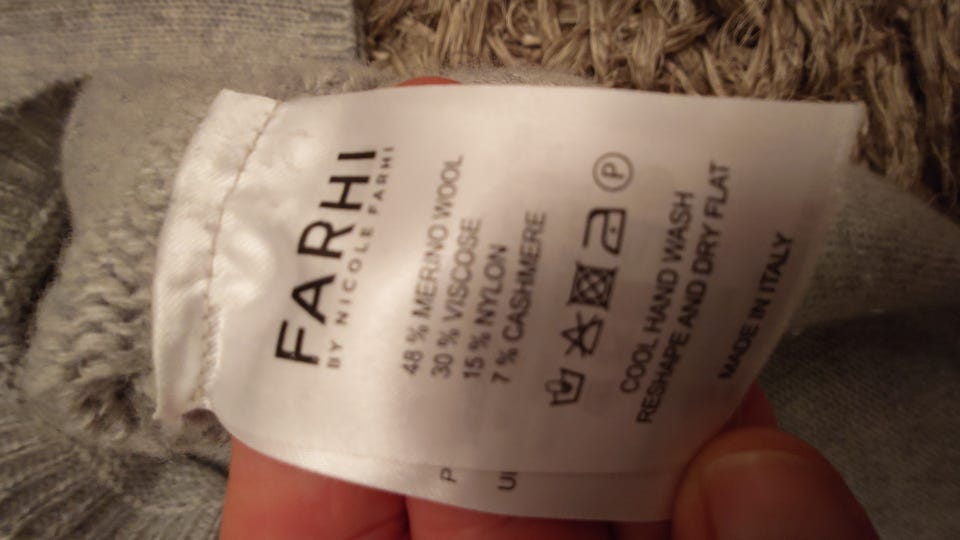 FARHI
BY NICOLE FARHI
48 % MERINO WOOL
30 % VISCOSE
15 % NYLON
7 % CASHMERE
P
COOL HAND WASH
RESHAPE AND DRY FLAT
MADE IN ITALY
P